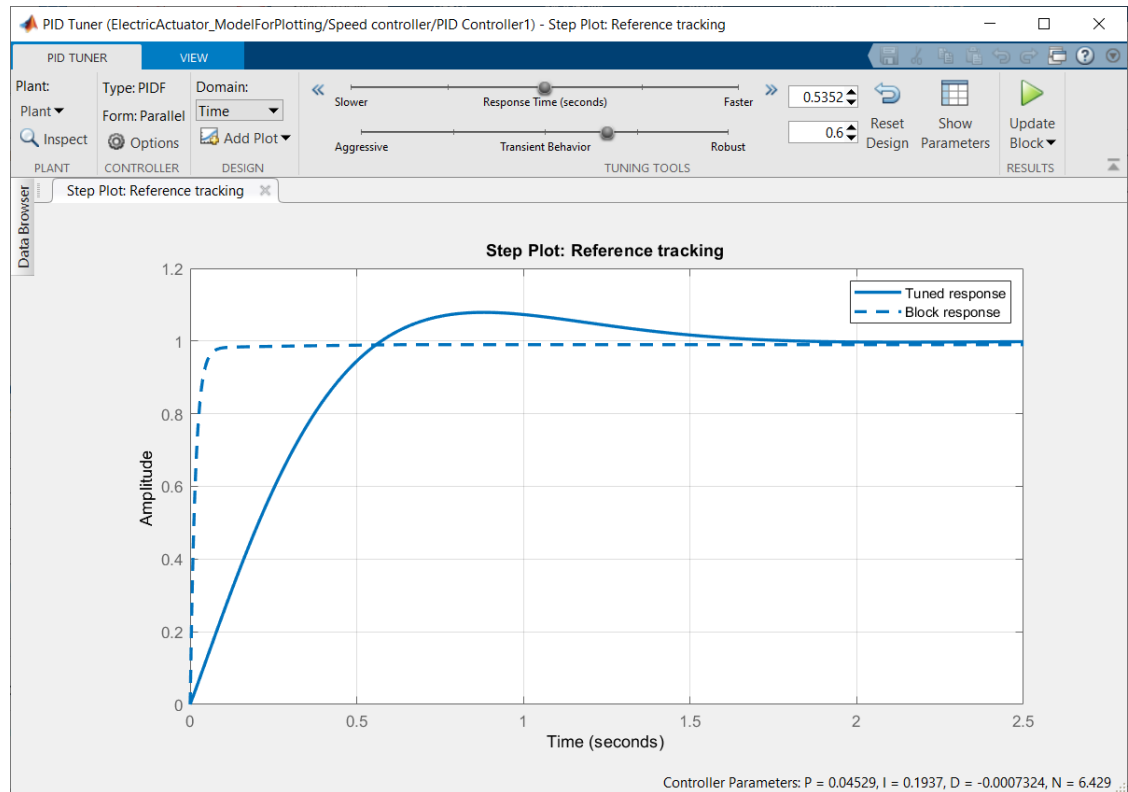 PID Tuner (ElectricActuator_ModelForPlotting/Speed controller/PID Controller1) - Step Plot: Reference tracking
PID TUNER VIEW
Plant: Type: PIDF Domain:
Plant Form: Parallel Time
Inspect Options Add Plot
PLANT CONTROLLER DESIGN
Slower Response Time (seconds) Faster 0.5352
Aggressive Transient Behavior Robust 0.6
Reset Design
Show Parameters
Update Block
TUNING TOOLS RESULTS
Data Browser
Step Plot: Reference tracking
Step Plot: Reference tracking
Tuned response
Block response
Amplitude
1.2
1
0.8
0.6
0.4
0.2
0
0 0.5 1 1.5 2 2.5
Time (seconds)
Controller Parameters: P = 0.04529, I = 0.1937, D = -0.0007324, N = 6.429